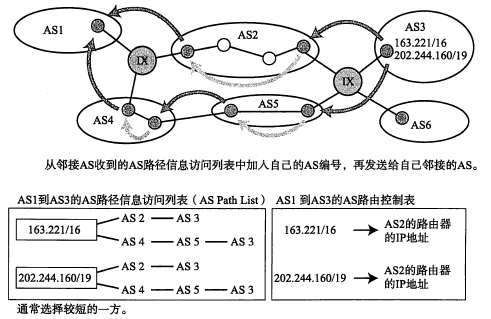 AS1
AS2
AS3
163.221/16
202.244.160/19
IX
IX
AS4
AS5
AS6
从邻接AS收到的AS路径信息访问列表中加入自己的AS编号，再发送给自己邻接的AS。
AS1到AS3的AS路径信息访问列表（AS Path List）
163.221/16
AS 2 AS 3
AS 4 AS 5 AS 3
202.244.160/19
AS 2 AS 3
AS 4 AS 5 AS 3
通常选择较短的一方。
AS1 到AS3的AS路由控制表
163.221/16
AS2的路由器
的IP地址
202.244.160/19
AS2的路由器
的IP地址